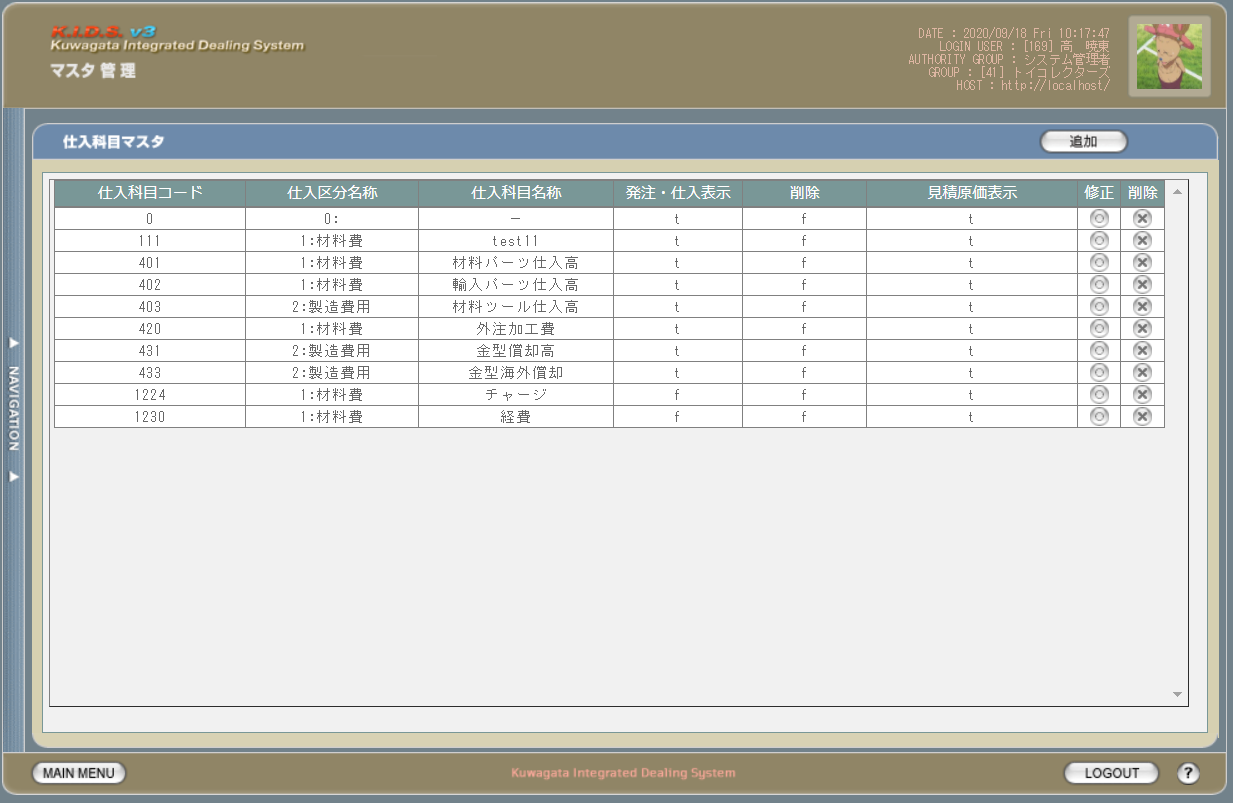 K.I.D.S. v3
Kuwagata Integrated Dealing System
マスタ管理
DATE : 2020/09/18 Fri 10:17:47
LOGIN USER : [169] 高 暁東
AUTHORITY GROUP : システム管理者
GROUP : [41] トイコレクターズ
HOST : http://localhost/
仕入科目マスタ 追加
仕入科目コード 仕入区分名称 仕入科目名称 発注・仕入表示 削除 見積原価表示 修正 削除
0 0: ー t f t
111 1:材料費 test11 t f t
401 1:材料費 材料パーツ仕入高 t f t
402 1:材料費 輸入パーツ仕入高 t f t
403 2:製造費用 材料ツール仕入高 t f t
420 1:材料費 外注加工費 t f t
431 2:製造費用 金型償却高 t f t
433 2:製造費用 金型海外償却 t f t
1224 1:材料費 チャージ f f t
1230 1:材料費 経費 f f t
NAVIGATION
MAIN MENU Kuwagata Integrated Dealing System LOGOUT ?